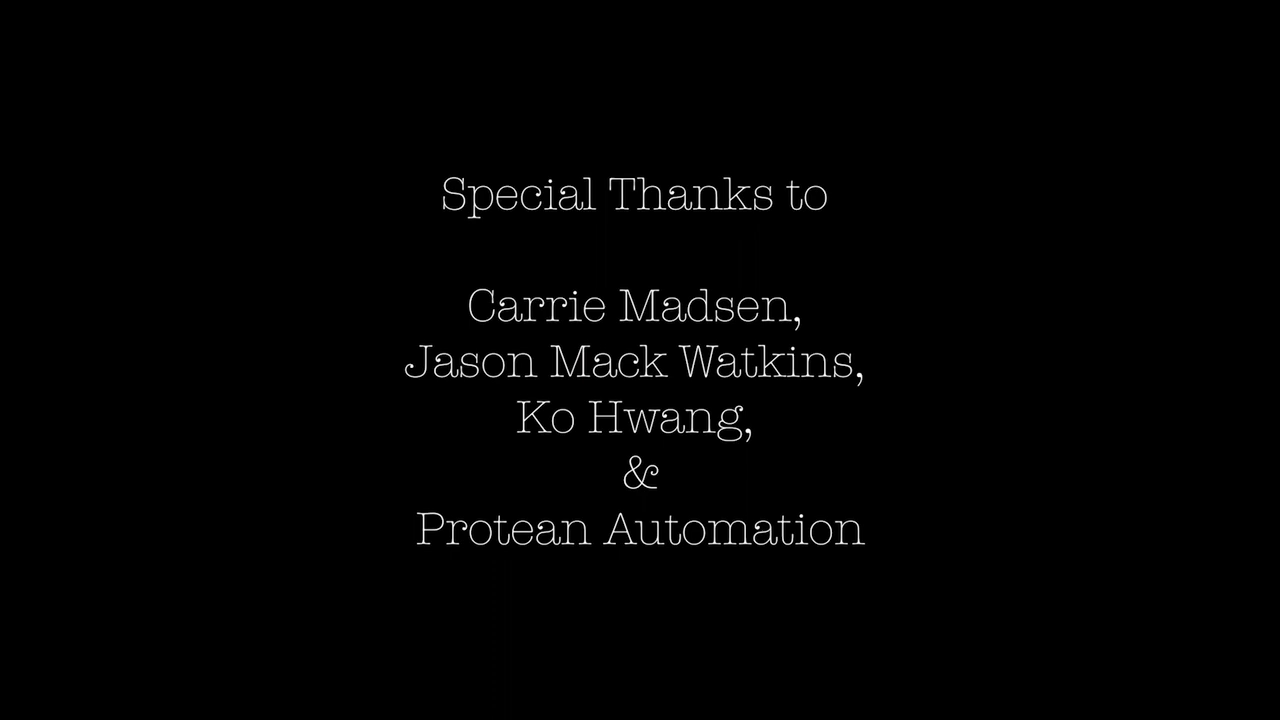 Special Thanks to
Carrie Madsen,
Jason Mack Watkins,
Ko Hwang,
&
Protean Automation